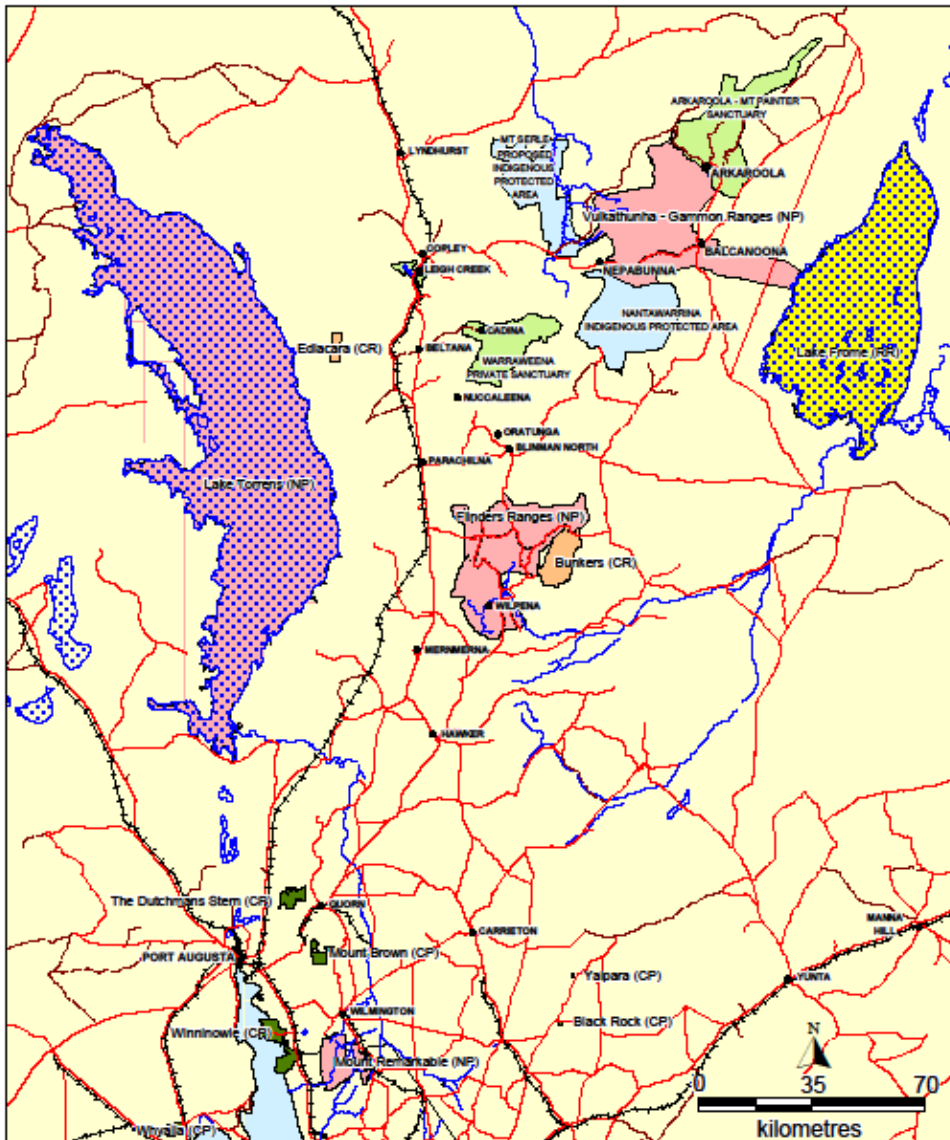 ARKAROOLA - MT PAINTER
SANCTUARY
MT SERLE
PROPOSED
INDIGENOUS
PROTECTED
AREA
LYNDHURST
ARKAROOLA
Vulkathunha - Gammon Ranges (NP)
COPLEY
BALCANOONA
LEIGH CREEK
NEPABUNNA
NANTAWARRINA
INDIGENOUS PROTECTED AREA
CADINA
Ediacara (CR)
BELTANA
WARRAWEENA
PRIVATE SANCTUARY
Lake Frome (RR)
NUCCALEENA
ORATUNGA
BLINMAN NORTH
PARACHILNA
Lake Torrens (NP)
Flinders Ranges (NP)
Bunkers (CR)
WILPENA
MERNMERNA
HAWKER
The Dutchmans Stern (CR)
QUORN
CARRIETON
MANNA
HILL
Mount Brown (CP)
PORT AUGUSTA
Yalpara (CP)
YUNTA
WILMINGTON
Black Rock (CP)
Winninowie (CR)
Mount Remarkable (NP)
Whyalla (CP)
N
0 35 70
kilometres